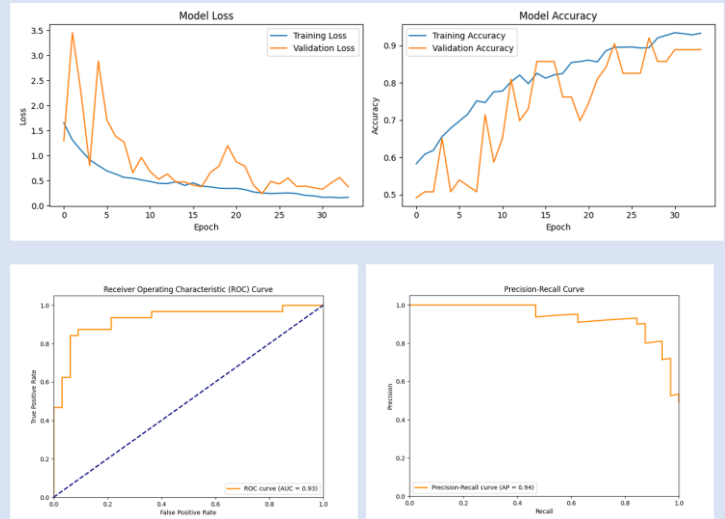 Model Loss
3.5
3.0
2.5
2.0
1.5
1.0
0.5
0.0
Loss
Training Loss
Validation Loss
0 5 10 15 20 25 30
Epoch
Model Accuracy
0.9
0.8
0.7
0.6
0.5
Accuracy
Training Accuracy
Validation Accuracy
0 5 10 15 20 25 30
Epoch
Receiver Operating Characteristic (ROC) Curve
1.0
0.8
0.6
0.4
0.2
0.0
True Positive Rate
ROC curve (AUC = 0.93)
0.0 0.2 0.4 0.6 0.8 1.0
False Positive Rate
Precision-Recall Curve
1.0
0.8
0.6
0.4
0.2
0.0
Precision
Precision-Recall curve (AP = 0.94)
0.0 0.2 0.4 0.6 0.8 1.0
Recall